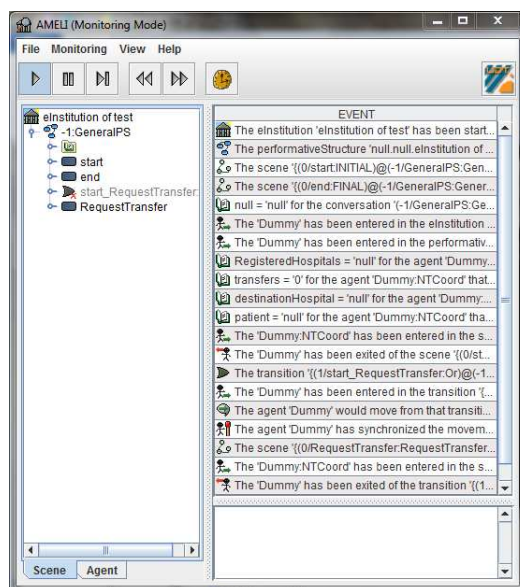 AMELI (Monitoring Mode)
File Monitoring View Help
eInstitution of test
-1:GeneralPS
start
end
start_RequestTransfer:
RequestTransfer
Scene Agent
EVENT
The eInstitution 'eInstitution of test' has been start...
The performativeStructure 'null.null.eInstitution of ...
The scene '{(0/start:INITIAL)@(-1/GeneralPS:Gen...
The scene '{(0/end:FINAL)@(-1/GeneralPS:Gener...
null = 'null' for the conversation '(-1/GeneralPS:Ge...
The 'Dummy' has been entered in the eInstitution ...
The 'Dummy' has been entered in the performativ...
RegisteredHospitals = 'null' for the agent 'Dummy...
transfers = '0' for the agent 'Dummy:NTCoord' that...
destinationHospital = 'null' for the agent 'Dummy:...
patient = 'null' for the agent 'Dummy:NTCoord' tha...
The 'Dummy:NTCoord' has been entered in the s...
The 'Dummy' has been exited of the scene '{(0/st...
The transition '{(1/start_RequestTransfer:Or)@(-1...
The 'Dummy' has been entered in the transition '{...
The agent 'Dummy' would move from that transiti...
The agent 'Dummy' has synchronized the movem...
The scene '{(0/RequestTransfer:RequestTransfer...
The 'Dummy:NTCoord' has been entered in the s...
The 'Dummy' has been exited of the transition '{(1...